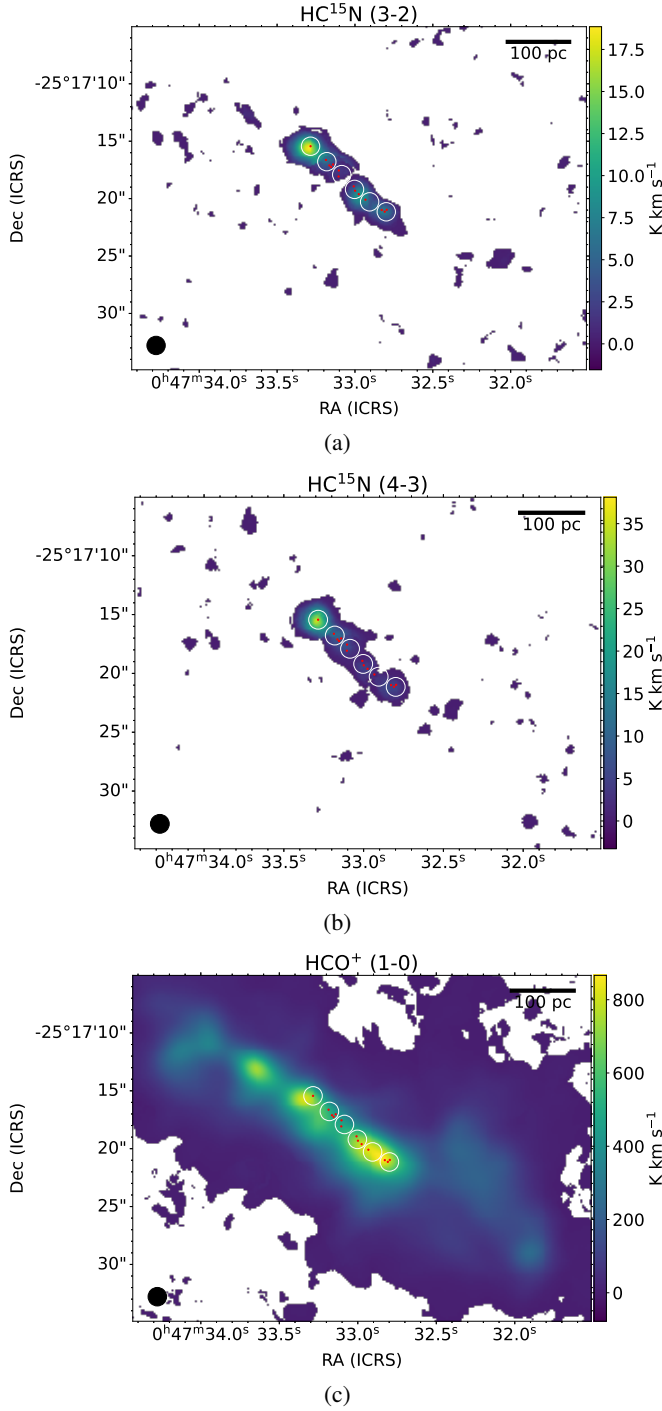 HC¹⁵N (3-2)
100 pc
-25°17'10"
15"
20"
25"
30"
Dec (ICRS)
0ʰ47ᵐ34.0ˢ 33.5ˢ 33.0ˢ 32.5ˢ 32.0ˢ
RA (ICRS)
17.5
15.0
12.5
10.0
7.5
5.0
2.5
0.0
K km s⁻¹
(a)
HC¹⁵N (4-3)
100 pc
-25°17'10"
15"
20"
25"
30"
Dec (ICRS)
0ʰ47ᵐ34.0ˢ 33.5ˢ 33.0ˢ 32.5ˢ 32.0ˢ
RA (ICRS)
35
30
25
20
15
10
5
0
K km s⁻¹
(b)
HCO⁺ (1-0)
100 pc
-25°17'10"
15"
20"
25"
30"
Dec (ICRS)
0ʰ47ᵐ34.0ˢ 33.5ˢ 33.0ˢ 32.5ˢ 32.0ˢ
RA (ICRS)
800
600
400
200
0
K km s⁻¹
(c)